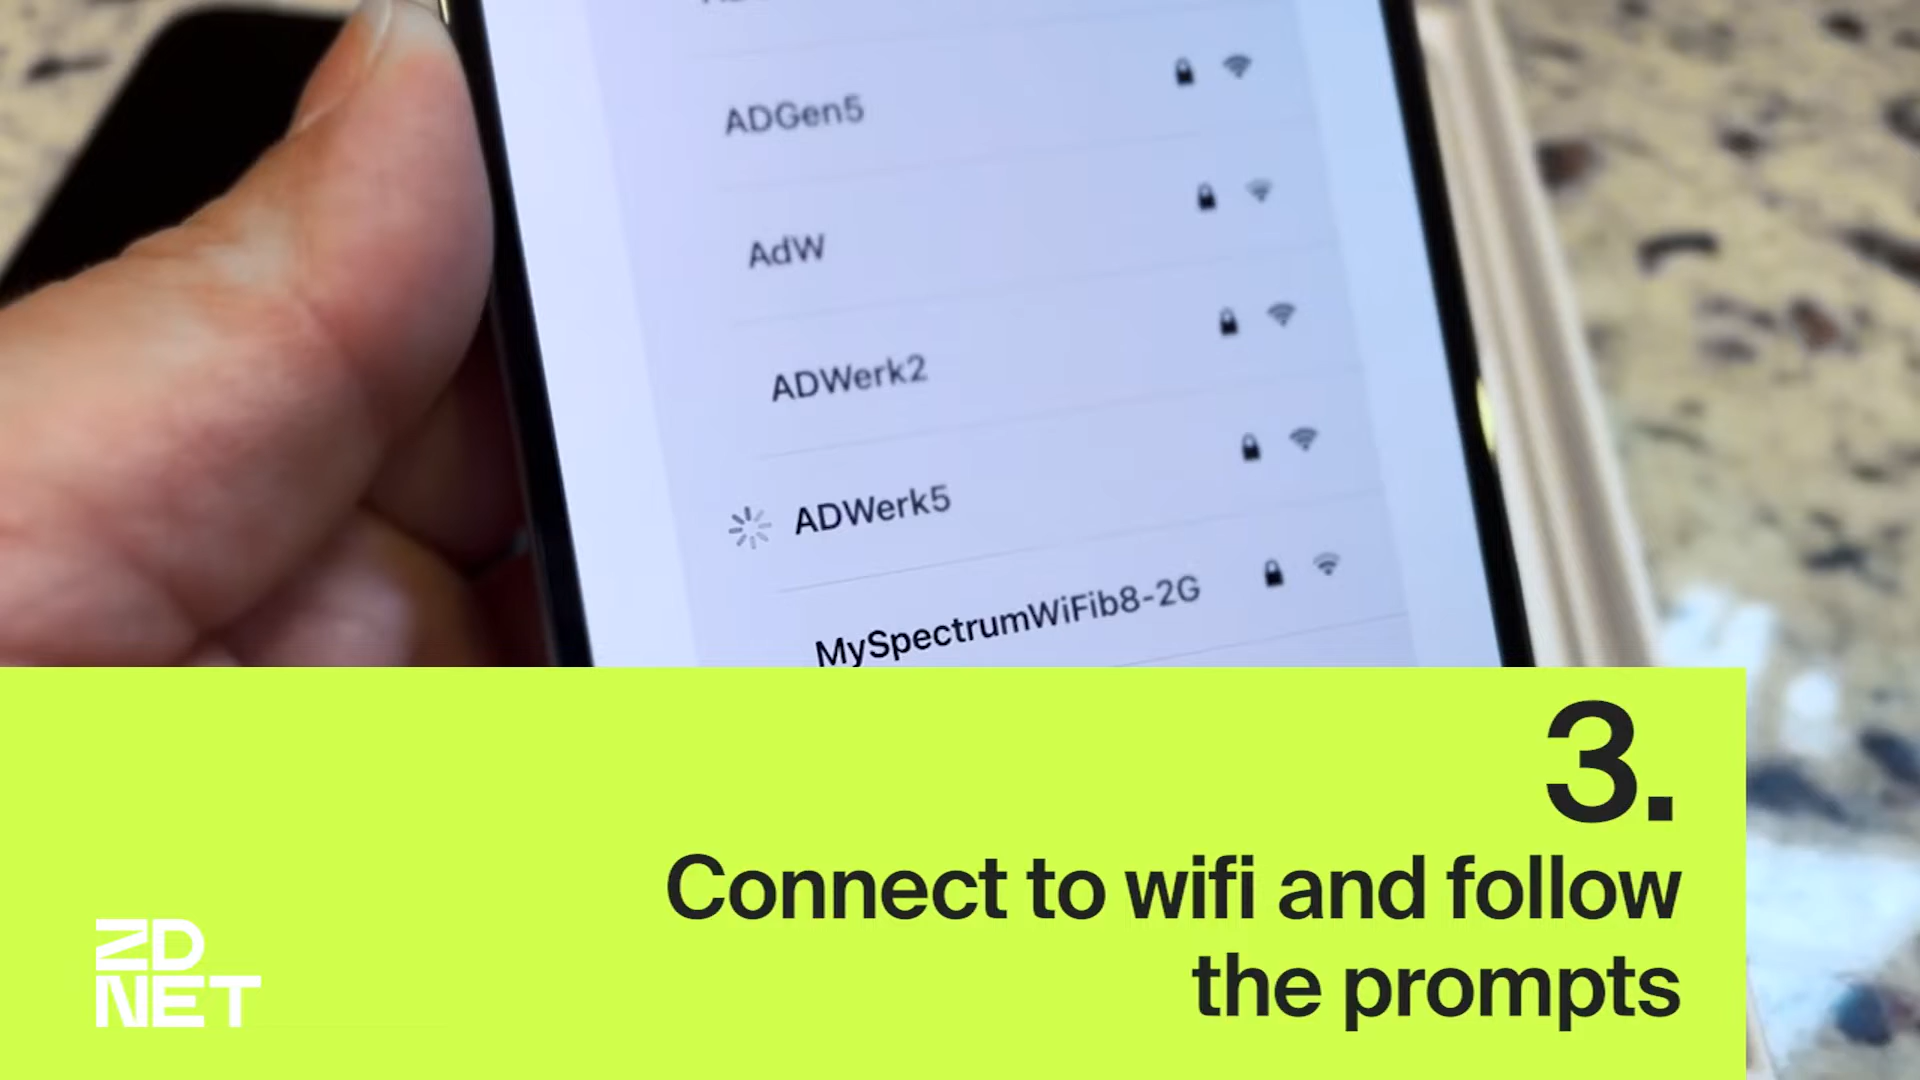 ADGen5
AdW
ADWerk2
ADWerk5
MySpectrumWiFib8-2G
3.
Connect to wifi and follow
the prompts
ZD
NET